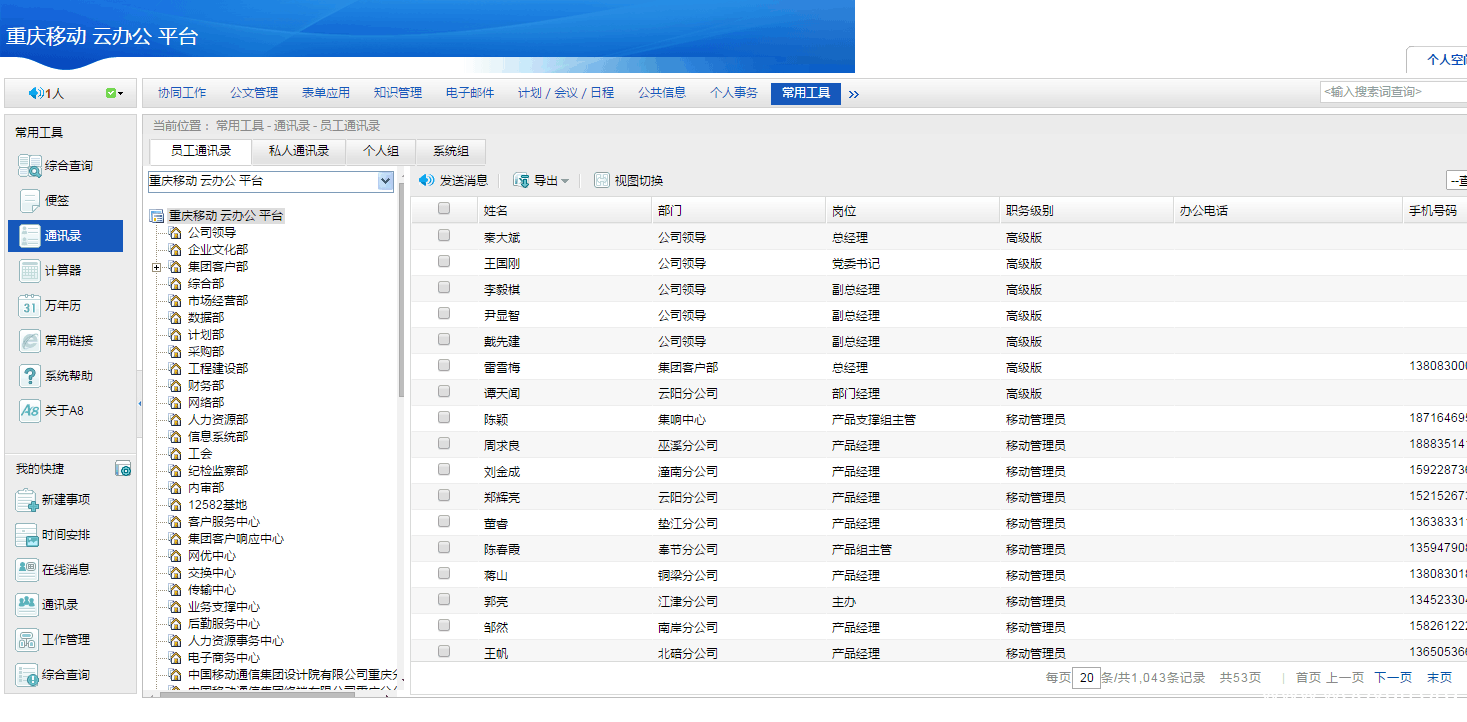 重庆移动 云办公 平台
个人空
1人
协同工作 公文管理 表单应用 知识管理 电子邮件 计划 / 会议 / 日程 公共信息 个人事务 常用工具 »
<输入搜索词查询>
常用工具
综合查询
便签
通讯录
计算器
31 万年历
常用链接
系统帮助
A8 关于A8
我的快捷
新建事项
时间安排
在线消息
通讯录
工作管理
综合查询
当前位置： 常用工具 - 通讯录 - 员工通讯录
员工通讯录 私人通讯录 个人组 系统组
重庆移动 云办公 平台
重庆移动 云办公 平台
公司领导
企业文化部
集团客户部
综合部
市场经营部
数据部
计划部
采购部
工程建设部
财务部
网络部
人力资源部
信息系统部
工会
纪检监察部
内审部
12582基地
客户服务中心
集团客户响应中心
网优中心
交换中心
传输中心
业务支撑中心
后勤服务中心
人力资源事务中心
电子商务中心
中国移动通信集团设计院有限公司重庆分
发送消息 导出 视图切换
姓名 部门 岗位 职务级别 办公电话 手机号码
秦大斌 公司领导 总经理 高级版
王国刚 公司领导 党委书记 高级版
李毅棋 公司领导 副总经理 高级版
尹显智 公司领导 副总经理 高级版
戴先建 公司领导 副总经理 高级版
雷雪梅 集团客户部 总经理 高级版 13808300
谭天闻 云阳分公司 部门经理 高级版
陈颖 集响中心 产品支撑组主管 移动管理员 18716469
周求良 巫溪分公司 产品经理 移动管理员 18883514
刘金成 潼南分公司 产品经理 移动管理员 15922873
郑辉亮 云阳分公司 产品经理 移动管理员 15215267
董睿 垫江分公司 产品经理 移动管理员 13638331
陈春霞 奉节分公司 产品组主管 移动管理员 13594790
蒋山 铜梁分公司 产品经理 移动管理员 13808301
郭亮 江津分公司 主办 移动管理员 13452330
邹然 南岸分公司 产品经理 移动管理员 15826122
王帆 北碚分公司 产品经理 移动管理员 13650536
每页 20 条/共1,043条记录 共53页 | 首页 上一页 下一页 末页